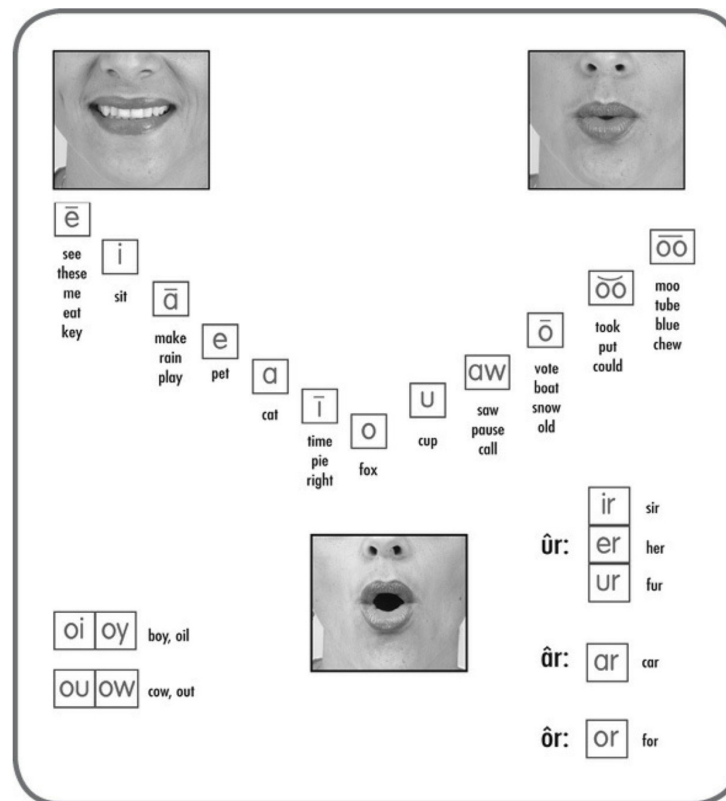 ē
see
these
me
eat
key
i
sit
ā
make
rain
play
e
pet
a
cat
ī
time
pie
right
o
fox
u
cup
aw
saw
pause
call
ō
vote
boat
snow
old
o͝o
took
put
could
o͞o
moo
tube
blue
chew
ûr:
ir sir
er her
ur fur
oi oy boy, oil
ou ow cow, out
âr: ar car
ôr: or for